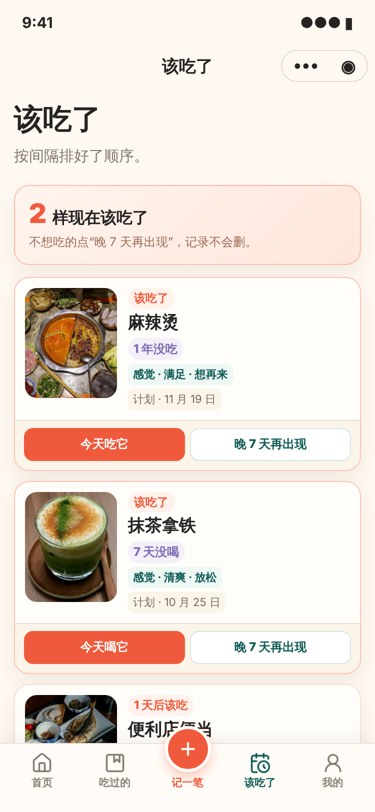 9:41
该吃了
该吃了
按间隔排好了顺序。
2 样现在该吃了
不想吃的点“晚 7 天再出现”，记录不会删。
该吃了
麻辣烫
1年没吃
感觉 · 满足 · 想再来
计划 · 11 月 19 日
今天吃它
晚 7 天再出现
该吃了
抹茶拿铁
7 天没喝
感觉 · 清爽 · 放松
计划 · 10 月 25 日
今天喝它
晚 7 天再出现
1天后该吃
便利店便当
首页
吃过的
记一笔
该吃了
我的